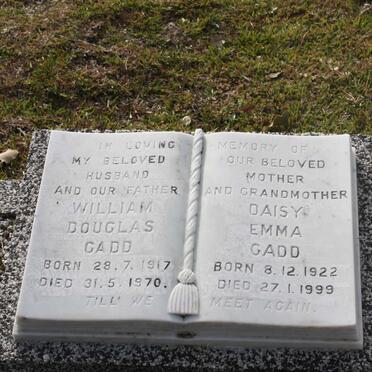 IN LOVING MEMORY OF
MY BELOVED
HUSBAND
AND OUR FATHER
WILLIAM
DOUGLAS
GADD
BORN 28.7.1917
DIED 31.5.1970.
OUR BELOVED
MOTHER
AND GRANDMOTHER
DAISY
EMMA
GADD
BORN 8.12.1922
DIED 27.1.1999
TILL WE MEET AGAIN.